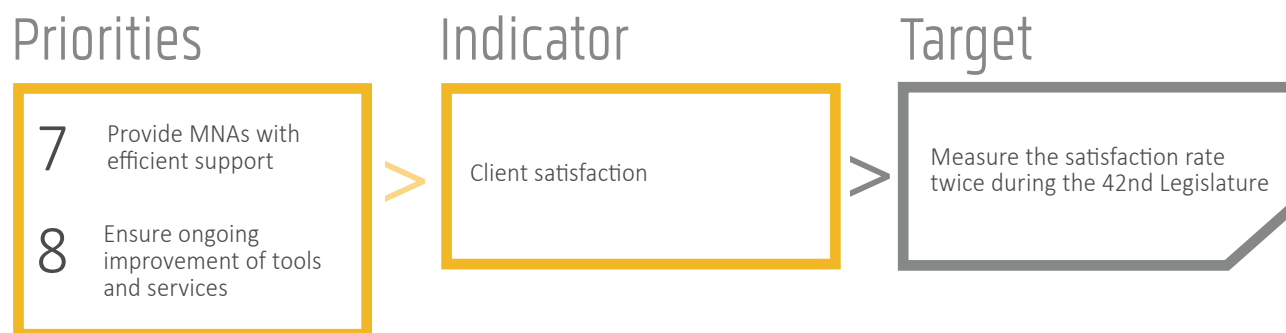 Priorities
Indicator
Target
7
Provide MNAs with
efficient support
8
Ensure ongoing
improvement of tools
and services
>
Client satisfaction
>
Measure the satisfaction rate
twice during the 42nd Legislature